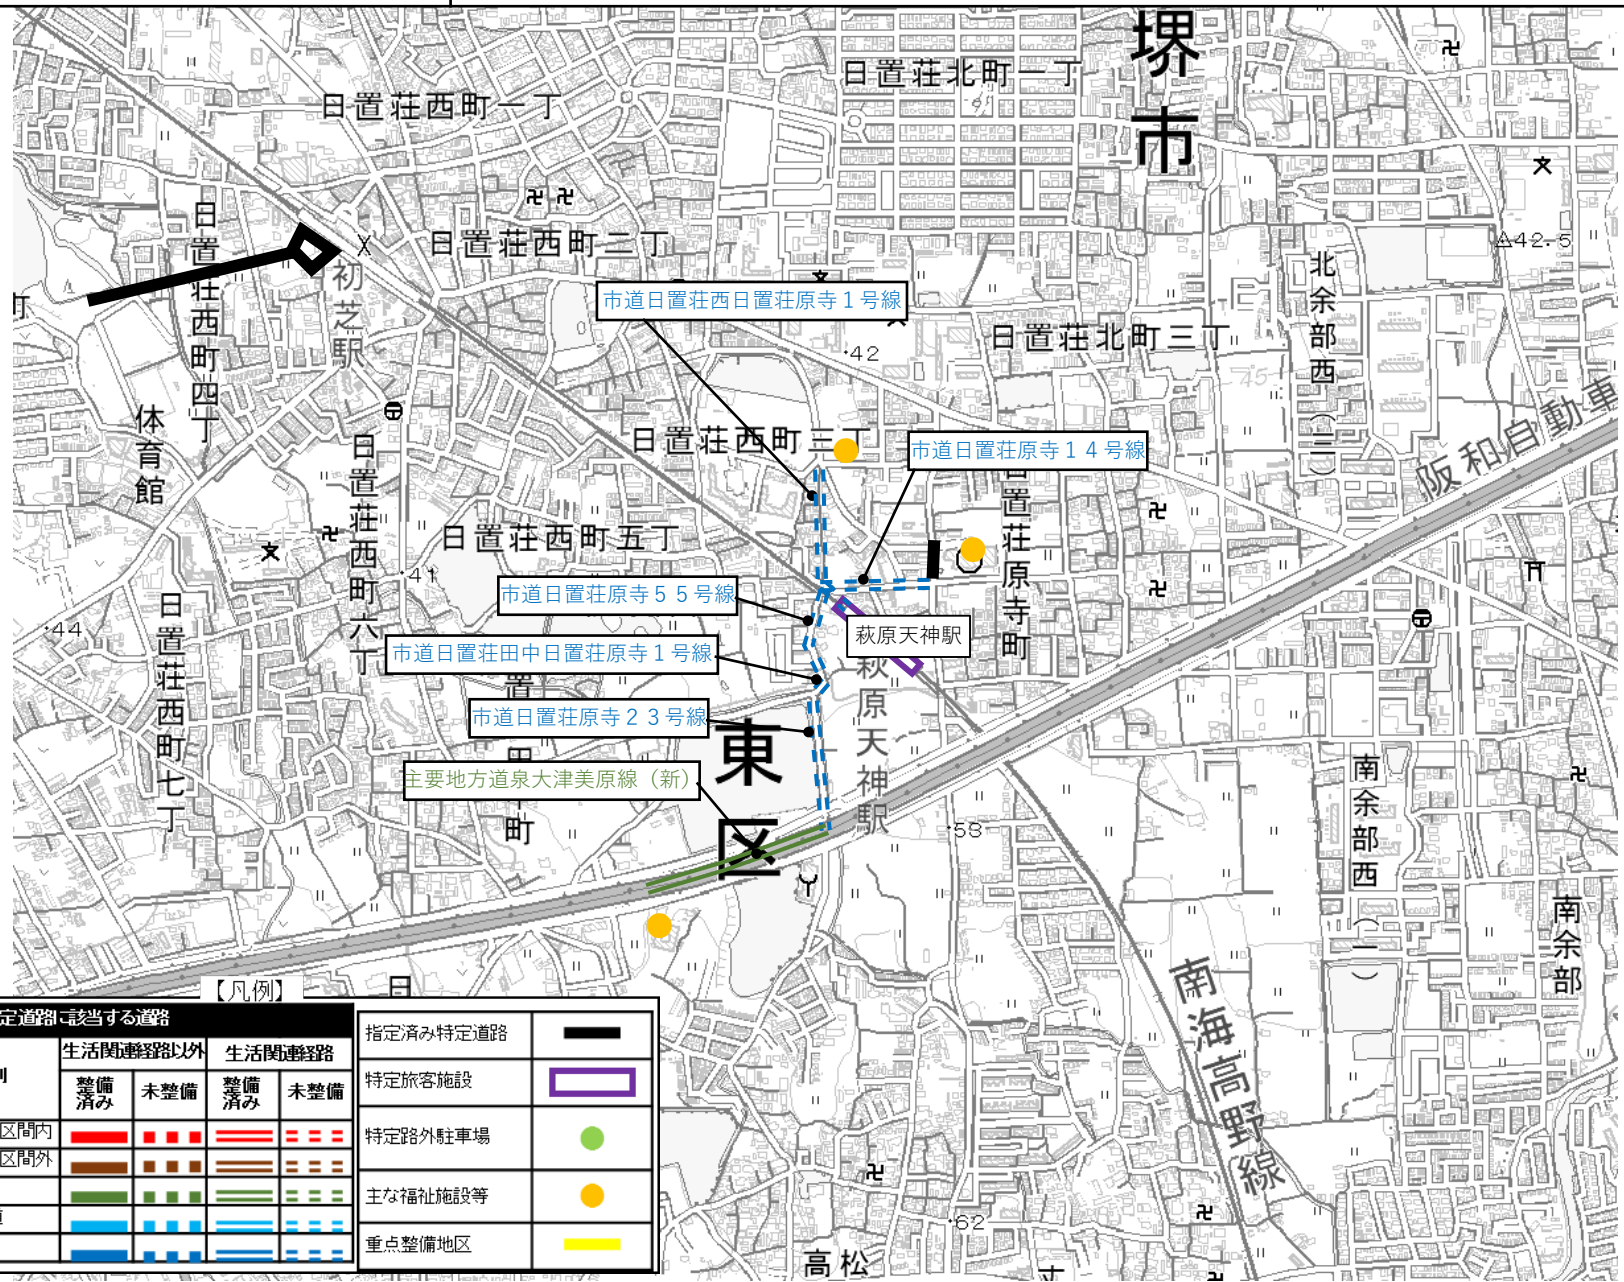 堺市
日置荘北町一丁
日置荘西町一丁
日置荘西町二丁
日置荘西町四丁
初芝駅
42.5
北余部西(三)
町
市道日置荘西日置荘原寺１号線
日置荘北町三丁
42
45
阪和自動車
体育館
日置荘西町三丁
市道日置荘原寺１４号線
日置荘西町六丁
日置荘原寺町
日置荘西町五丁
41
市道日置荘原寺５５号線
44
日置荘西町七丁
萩原天神駅
市道日置荘田中日置荘原寺１号線
萩原天神駅
置
市道日置荘原寺２３号線
東区
田
町
主要地方道泉大津美原線（新）
南余部西(一)
53
南余部
南海高野線
日
【凡例】
定道路に該当する道路
別
生活関連経路以外
生活関連経路
整備済み
未整備
整備済み
未整備
区間内
区間外
道
指定済み特定道路
特定旅客施設
特定路外駐車場
主な福祉施設等
重点整備地区
62
高松
丈